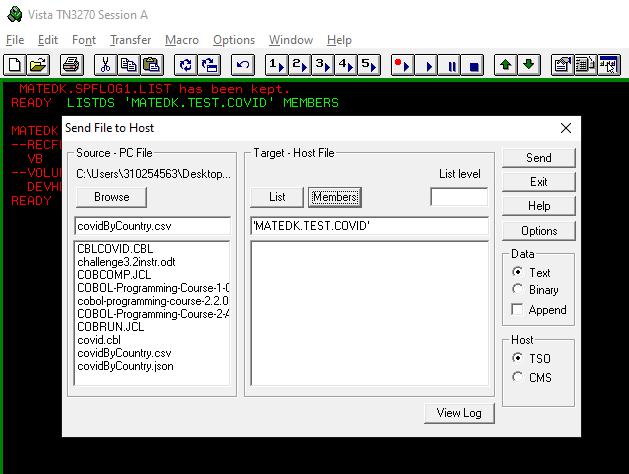 Vista TN3270 Session A
File Edit Font Transfer Macro Options Window Help
1 2 3 4 5
MATEDK.SPFLOG1.LIST has been kept.
READY LISTDS 'MATEDK.TEST.COVID' MEMBERS
MATEDK
--RECF
VB
--VOLU
DEVH
READY
Send File to Host
Source - PC File
C:\Users\310254563\Desktop...
Browse
covidByCountry.csv
CBLCOVID.CBL
challenge3.2instr.odt
COBCOMP.JCL
COBOL-Programming-Course-1-
cobol-programming-course-2.2.0
COBOL-Programming-Course-2-
COBRUN.JCL
covid.cbl
covidByCountry.csv
covidByCountry.json
Target - Host File
List level
List Members
'MATEDK.TEST.COVID'
Send
Exit
Help
Options
Data
Text
Binary
Append
Host
TSO
CMS
View Log